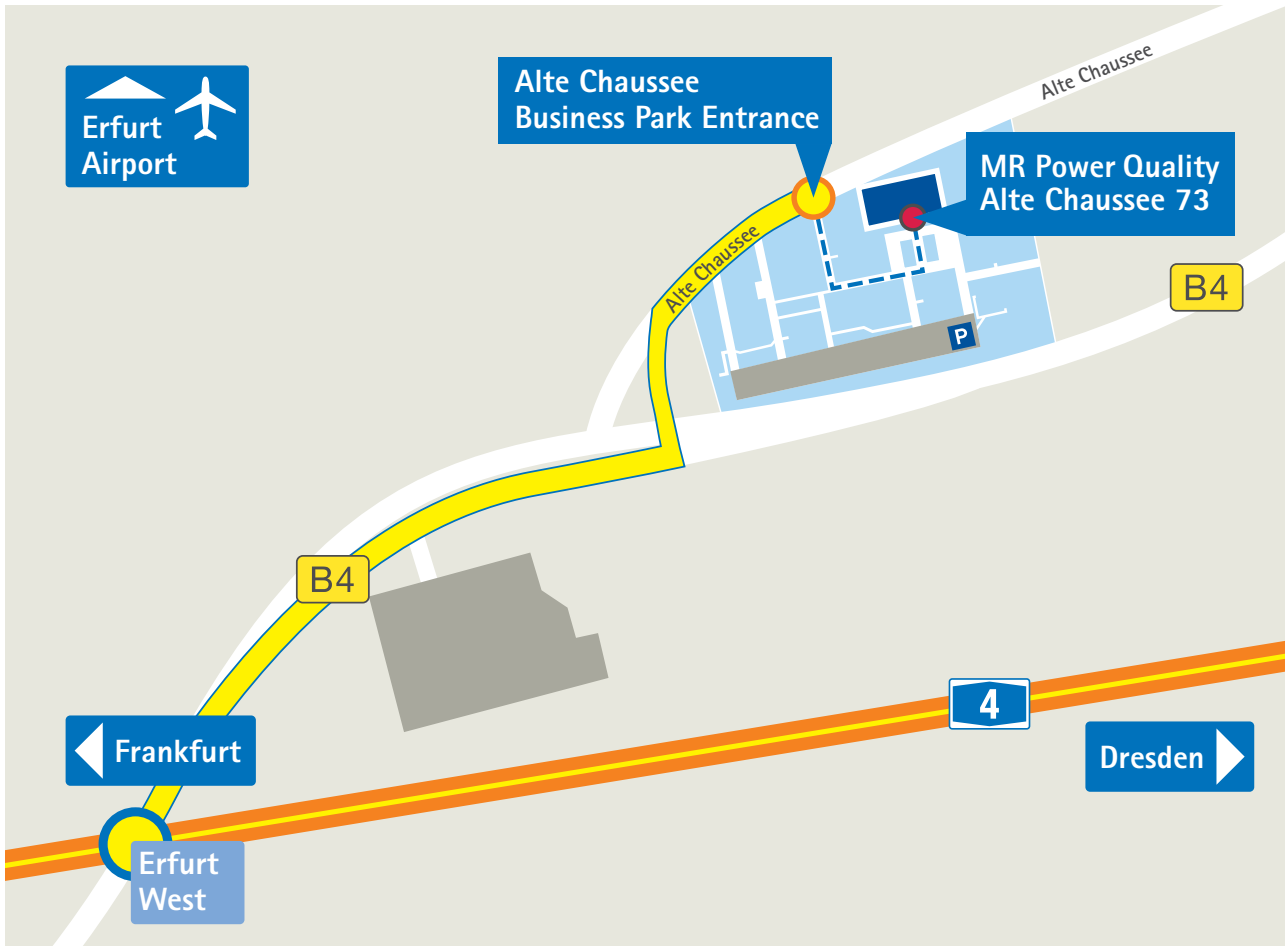 Alte Chaussee
Erfurt
Airport
Alte Chaussee
Business Park Entrance
MR Power Quality
Alte Chaussee 73
Alte Chaussee
B4
P
B4
4
Frankfurt
Dresden
Erfurt
West